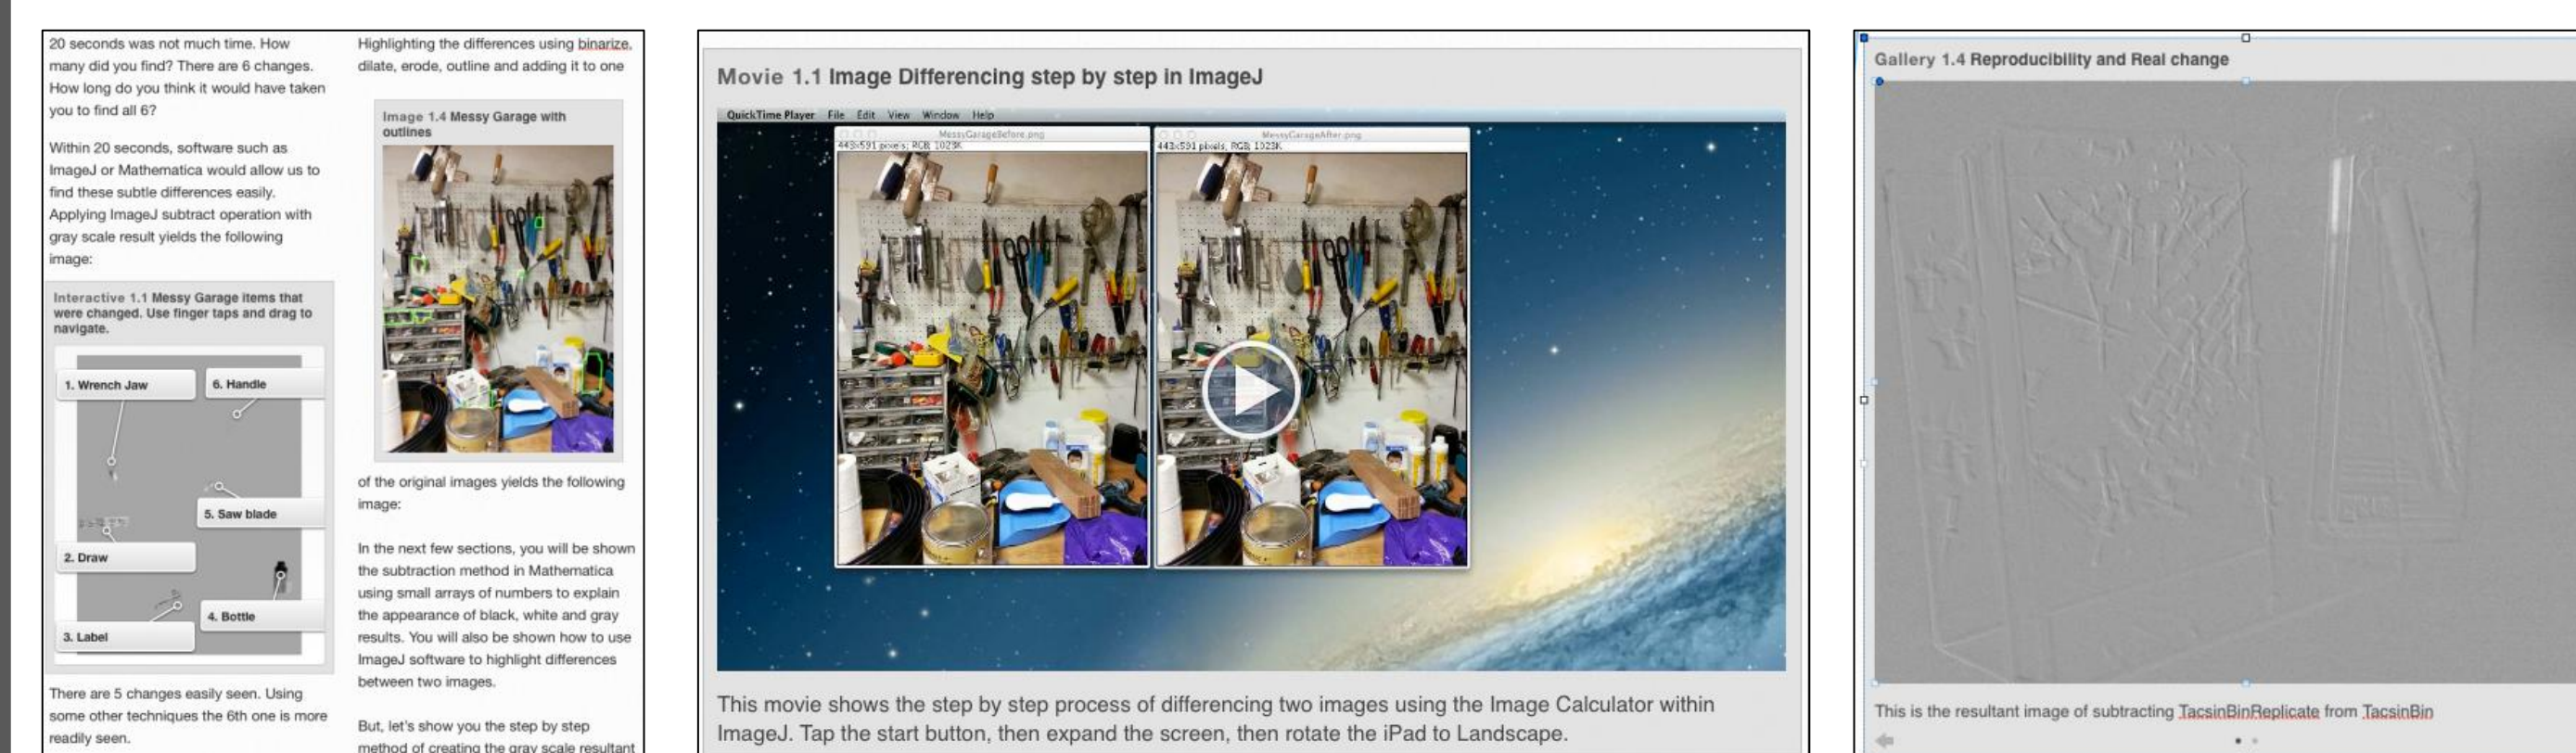 20 seconds was not much time. How
many did you find? There are 6 changes.
How long do you think it would have taken
you to find all 6?
Within 20 seconds, software such as
ImageJ or Mathematica would allow us to
find these subtle differences easily.
Applying ImageJ subtract operation with
gray scale result yields the following
image:
Interactive 1.1 Messy Garage items that
were changed. Use finger taps and drag to
navigate.
1. Wrench Jaw
6. Handle
5. Saw blade
2. Draw
4. Bottle
3. Label
There are 5 changes easily seen. Using
some other techniques the 6th one is more
readily seen.
Highlighting the differences using binarize,
dilate, erode, outline and adding it to one
Image 1.4 Messy Garage with
outlines
of the original images yields the following
image:
In the next few sections, you will be shown
the subtraction method in Mathematica
using small arrays of numbers to explain
the appearance of black, white and gray
results. You will also be shown how to use
ImageJ software to highlight differences
between two images.
But, let's show you the step by step
method of creating the gray scale resultant
Movie 1.1 Image Differencing step by step in ImageJ
QuickTime Player File Edit View Window Help
MessyGarageBefore.png
443x591 pixels; RGB; 1023K
MessyGarageAfter.png
443x591 pixels; RGB; 1023K
This movie shows the step by step process of differencing two images using the Image Calculator within
ImageJ. Tap the start button, then expand the screen, then rotate the iPad to Landscape.
Gallery 1.4 Reproducibility and Real change
This is the resultant image of subtracting TacsinBinReplicate from TacsinBin